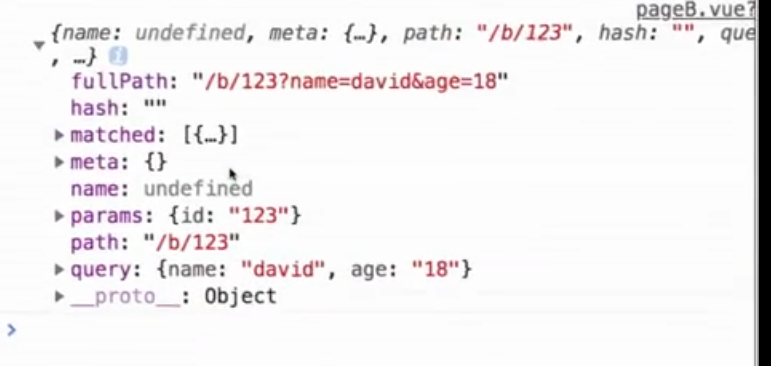 pageB.vue?
▼ {name: undefined, meta: {…}, path: "/b/123", hash: "", que
, …} i
fullPath: "/b/123?name=david&age=18"
hash: ""
▶ matched: [{…}]
▶ meta: {}
name: undefined
▶ params: {id: "123"}
path: "/b/123"
▶ query: {name: "david", age: "18"}
▶ __proto__: Object
>